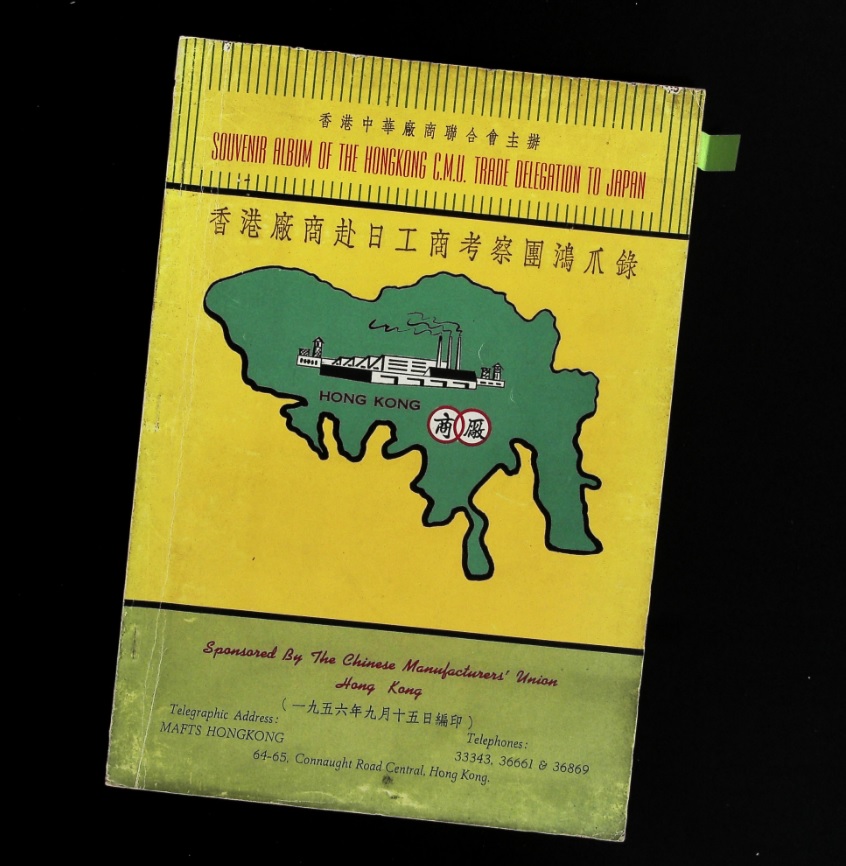 香港中華廠商聯合會主辦
SOUVENIR ALBUM OF THE HONGKONG C.M.U. TRADE DELEGATION TO JAPAN
香港廠商赴日工商考察團鴻爪錄
HONG KONG
商廠
Sponsored By The Chinese Manufacturers' Union
Hong Kong
(一九五六年九月十五日編印)
Telegraphic Address:
MAFTS HONGKONG
Telephones:
33343, 36661 & 36869
64-65, Connaught Road Central, Hong Kong.